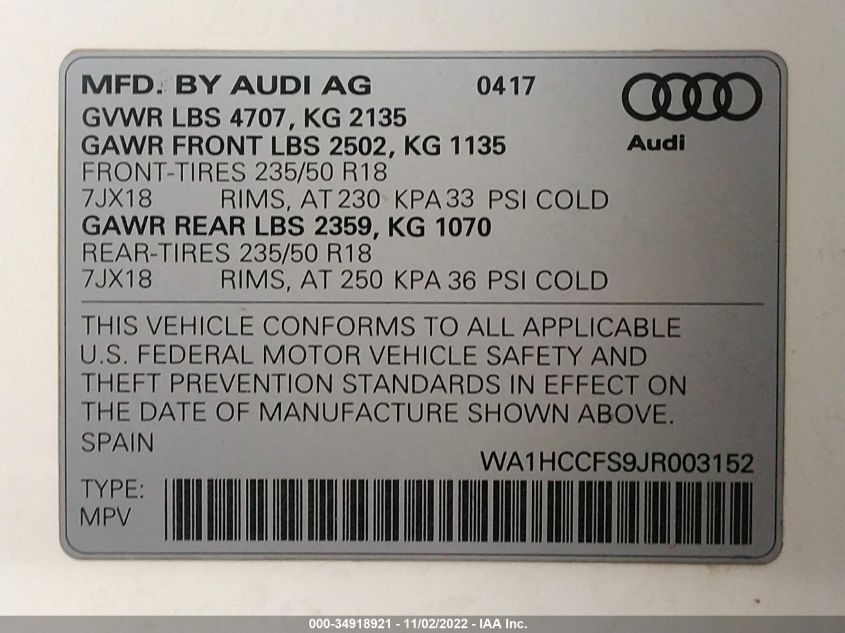 MFD. BY AUDI AG 0417
GVWR LBS 4707, KG 2135
GAWR FRONT LBS 2502, KG 1135
Audi
FRONT-TIRES 235/50 R18
7JX18 RIMS, AT 230 KPA 33 PSI COLD
GAWR REAR LBS 2359, KG 1070
REAR-TIRES 235/50 R18
7JX18 RIMS, AT 250 KPA 36 PSI COLD
THIS VEHICLE CONFORMS TO ALL APPLICABLE
U.S. FEDERAL MOTOR VEHICLE SAFETY AND
THEFT PREVENTION STANDARDS IN EFFECT ON
THE DATE OF MANUFACTURE SHOWN ABOVE.
SPAIN
WA1HCCFS9JR003152
TYPE:
MPV
000-34918921 - 11/02/2022 - IAA Inc.